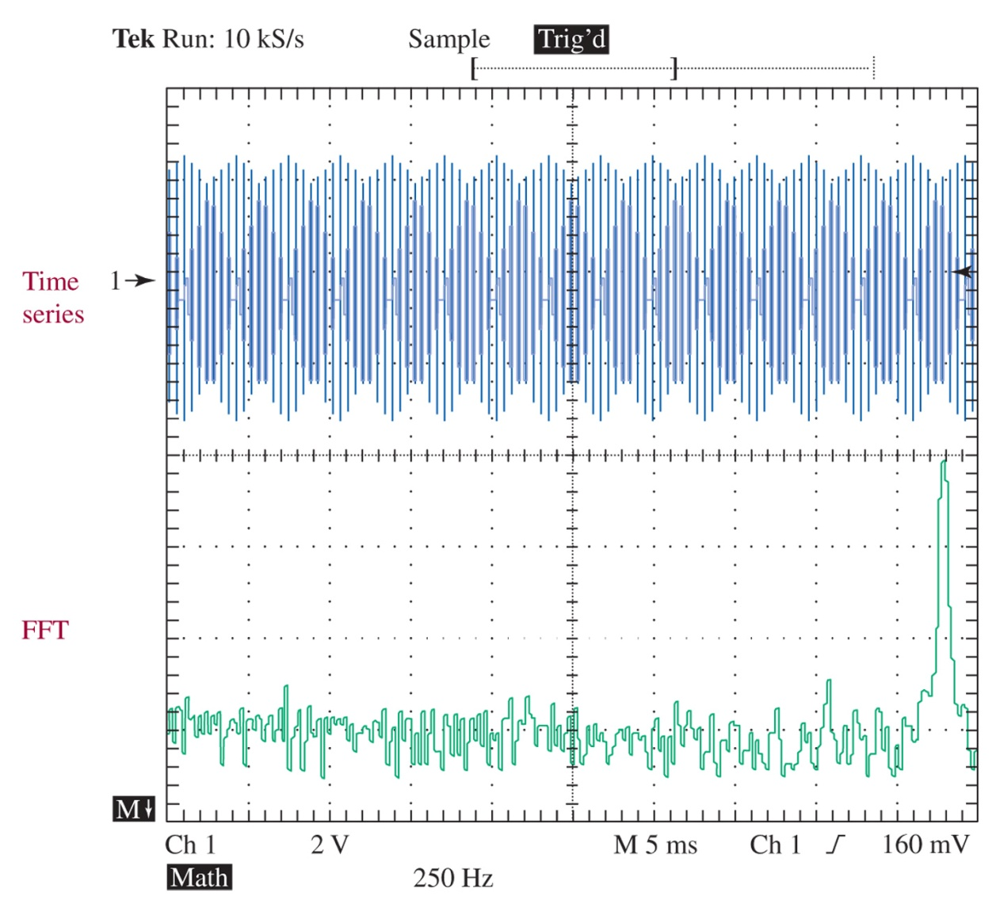 Tek Run: 10 kS/s Sample Trig’d
Time
series
1
FFT
M
Ch 1 2 V M 5 ms Ch 1 160 mV
Math 250 Hz